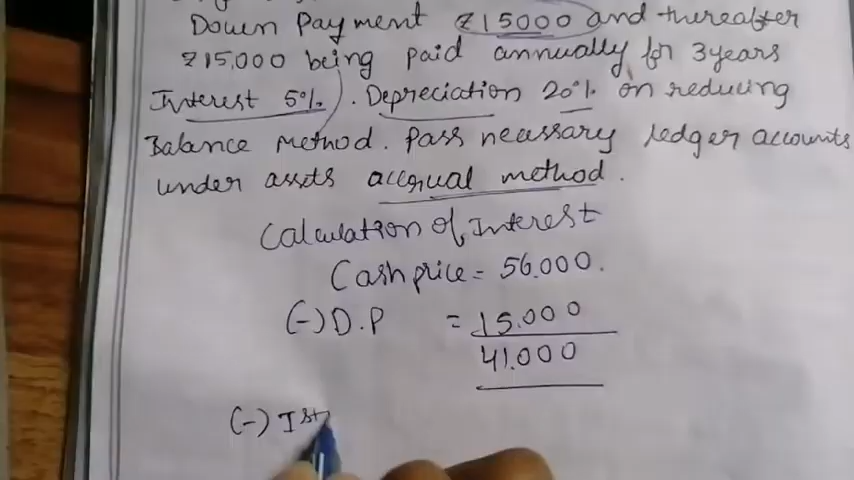 Down Payment ₹15000 and thereafter
₹15,000 being paid annually for 3years
Interest 5%). Depreciation 20% on reducing
Balance method. Pass necussary ledger accounts
under assets accrual method.
Calculation of Interest
Cash price = 56.000.
(-) D.P = 15.000
41.000
(-) Ist